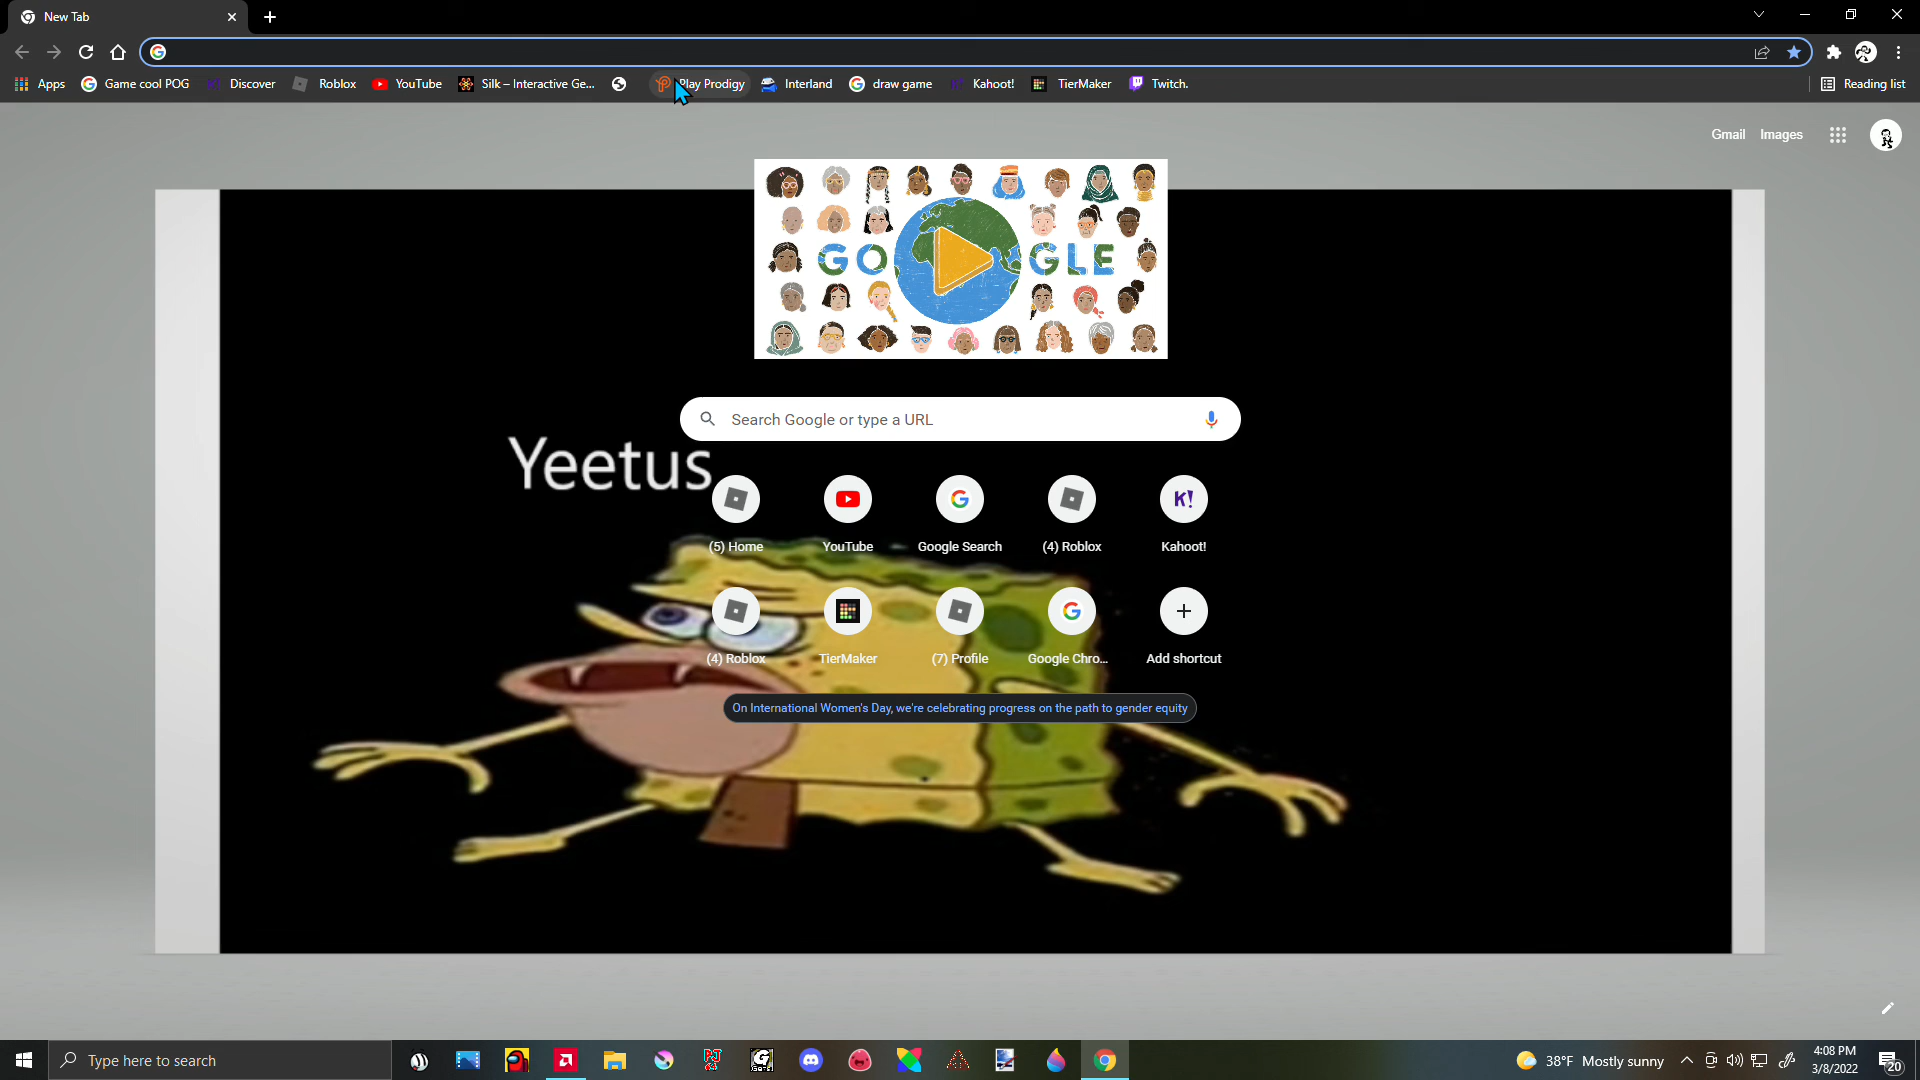 New Tab
Apps Game cool POG Discover Roblox YouTube Silk – Interactive Ge... Play Prodigy Interland draw game Kahoot! TierMaker Twitch. Reading list
Gmail Images
GO GLE
Search Google or type a URL
Yeetus
K!
(5) Home YouTube Google Search (4) Roblox Kahoot!
(4) Roblox TierMaker (7) Profile Google Chro... Add shortcut
On International Women's Day, we're celebrating progress on the path to gender equity
Type here to search
38°F Mostly sunny
4:08 PM
3/8/2022
20